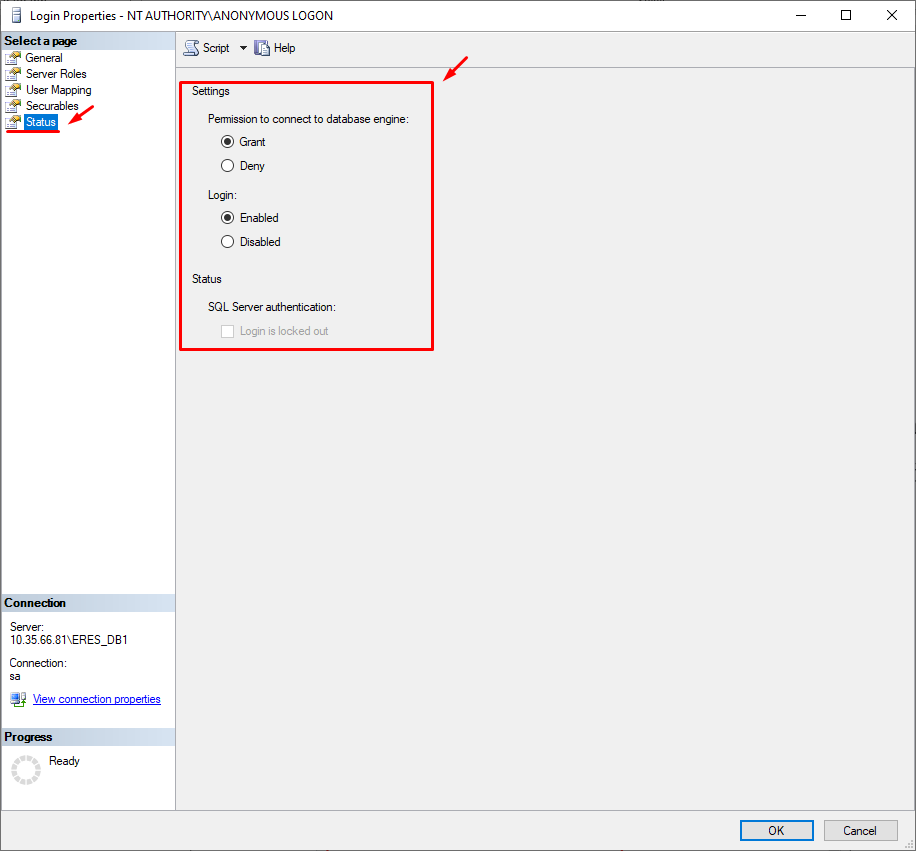 Login Properties - NT AUTHORITY\ANONYMOUS LOGON
Select a page
General
Server Roles
User Mapping
Securables
Status
Script
Help
Settings
Permission to connect to database engine:
Grant
Deny
Login:
Enabled
Disabled
Status
SQL Server authentication:
Login is locked out
Connection
Server:
10.35.66.81\ERES_DB1
Connection:
sa
View connection properties
Progress
Ready
OK
Cancel